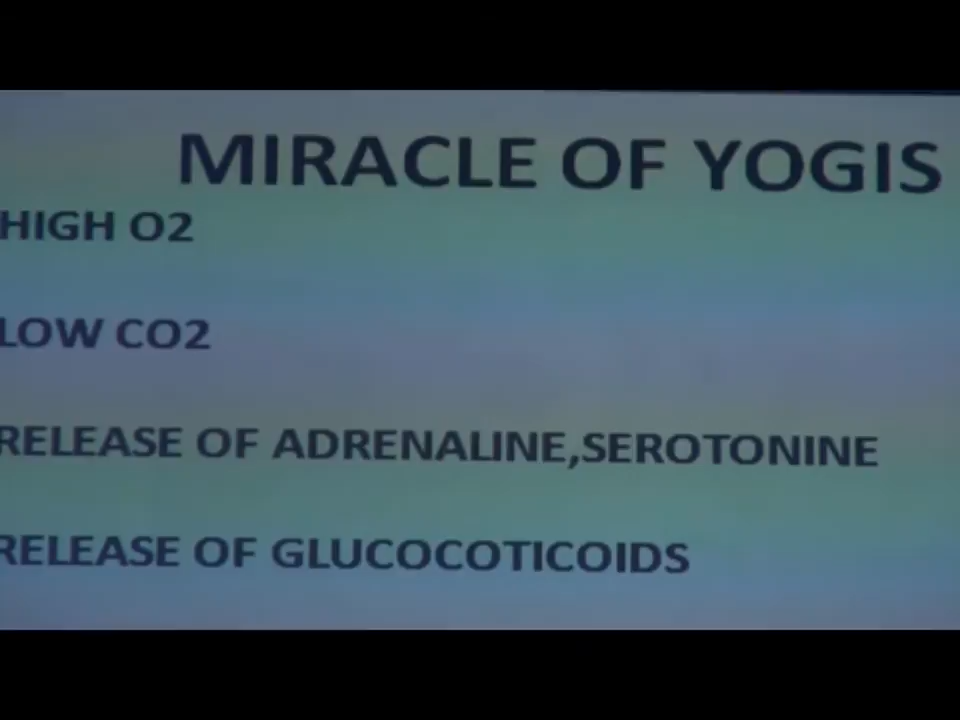 MIRACLE OF YOGIS
HIGH O2
LOW CO2
RELEASE OF ADRENALINE,SEROTONINE
RELEASE OF GLUCOCOTICOIDS